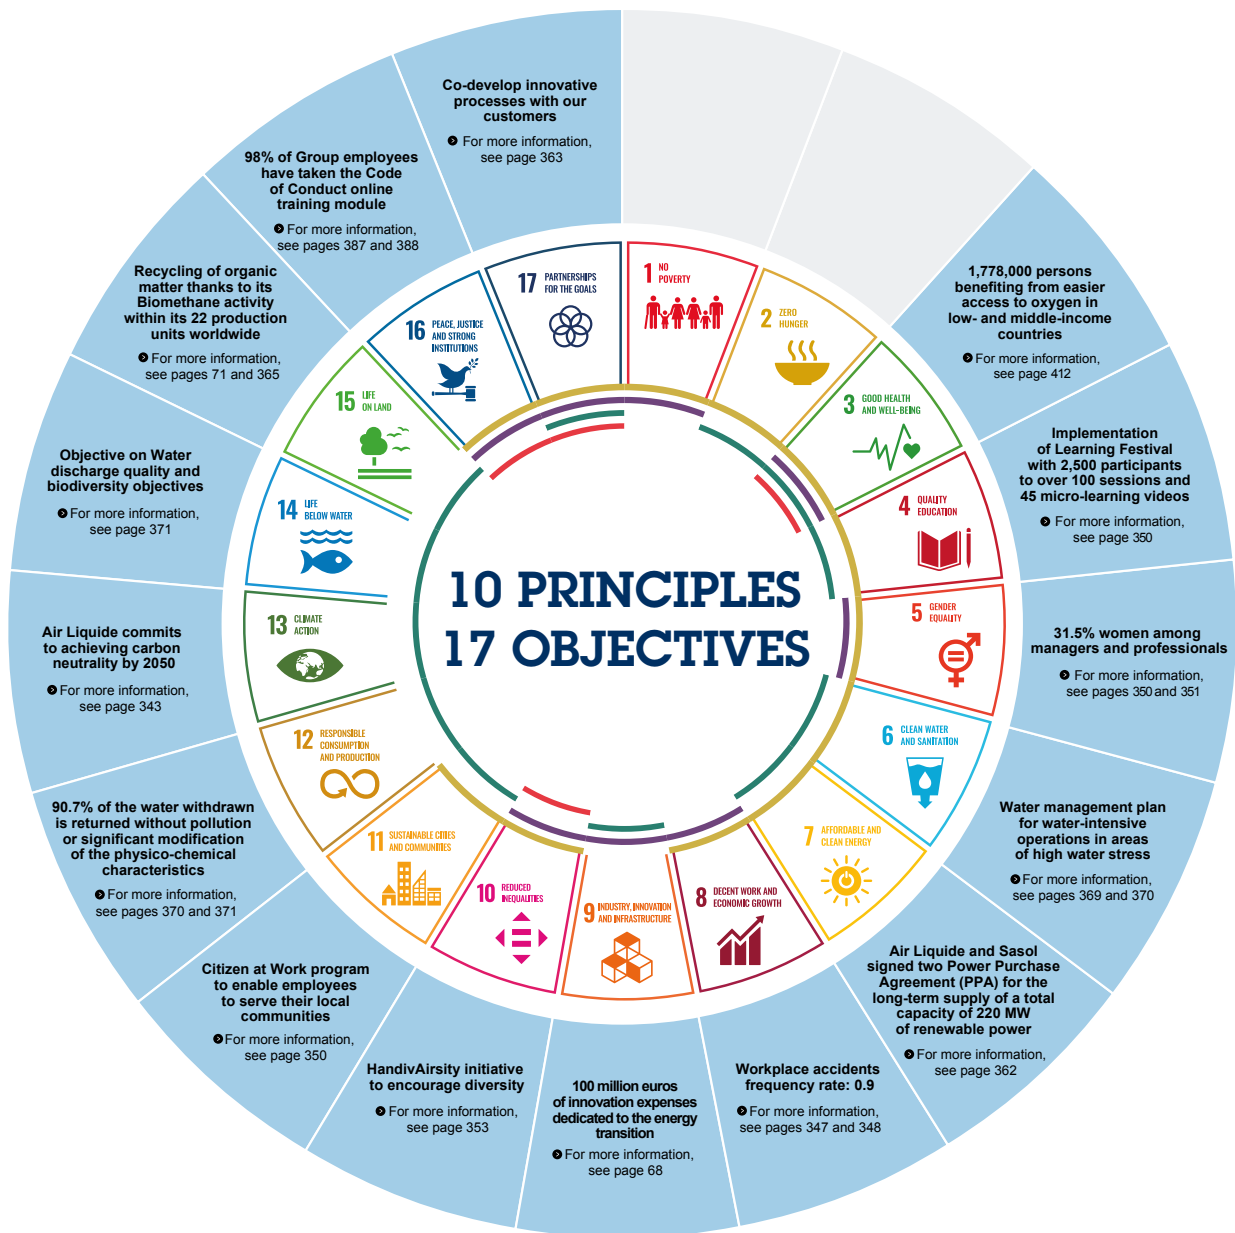 Co-develop innovative
processes with our
customers
For more information,
see page 363
98% of Group employees
have taken the Code
of Conduct online
training module
For more information,
see pages 387 and 388
Recycling of organic
matter thanks to its
Biomethane activity
within its 22 production
units worldwide
For more information,
see pages 71 and 365
Objective on Water
discharge quality and
biodiversity objectives
For more information,
see page 371
Air Liquide commits
to achieving carbon
neutrality by 2050
For more information,
see page 343
90.7% of the water withdrawn
is returned without pollution
or significant modification
of the physico-chemical
characteristics
For more information,
see pages 370 and 371
Citizen at Work program
to enable employees
to serve their local
communities
For more information,
see page 350
HandivAirsity initiative
to encourage diversity
For more information,
see page 353
100 million euros
of innovation expenses
dedicated to the energy
transition
For more information,
see page 68
Workplace accidents
frequency rate: 0.9
For more information,
see pages 347 and 348
Air Liquide and Sasol
signed two Power Purchase
Agreement (PPA) for the
long-term supply of a total
capacity of 220 MW
of renewable power
For more information,
see page 362
Water management plan
for water-intensive
operations in areas
of high water stress
For more information,
see pages 369 and 370
31.5% women among
managers and professionals
For more information,
see pages 350 and 351
Implementation
of Learning Festival
with 2,500 participants
to over 100 sessions and
45 micro-learning videos
For more information,
see page 350
1,778,000 persons
benefiting from easier
access to oxygen in
low- and middle-income
countries
For more information,
see page 412
1 NO
POVERTY
2 ZERO
HUNGER
3 GOOD HEALTH
AND WELL-BEING
4 QUALITY
EDUCATION
5 GENDER
EQUALITY
6 CLEAN WATER
AND SANITATION
7 AFFORDABLE AND
CLEAN ENERGY
8 DECENT WORK AND
ECONOMIC GROWTH
9 INDUSTRY, INNOVATION
AND INFRASTRUCTURE
10 REDUCED
INEQUALITIES
11 SUSTAINABLE CITIES
AND COMMUNITIES
12 RESPONSIBLE
CONSUMPTION
AND PRODUCTION
13 CLIMATE
ACTION
14 LIFE
BELOW WATER
15 LIFE
ON LAND
16 PEACE, JUSTICE
AND STRONG
INSTITUTIONS
17 PARTNERSHIPS
FOR THE GOALS
10 PRINCIPLES
17 OBJECTIVES